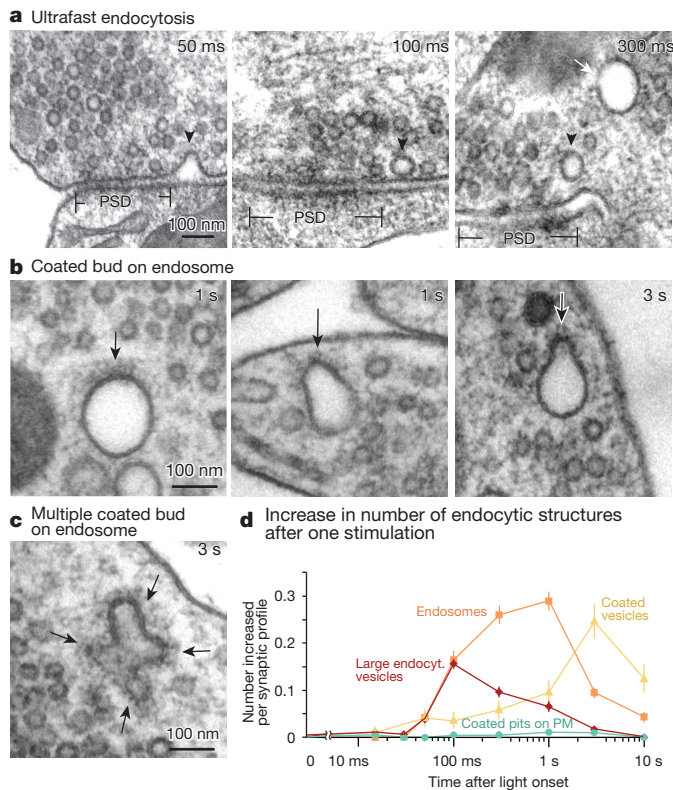 a Ultrafast endocytosis
50 ms
100 ms
300 ms
PSD
PSD
PSD
100 nm
b Coated bud on endosome
1 s
1 s
3 s
100 nm
c Multiple coated bud
on endosome
3 s
100 nm
d Increase in number of endocytic structures
after one stimulation
Number increased
per synaptic profile
0.3
0.2
0.1
0
Endosomes
Coated
vesicles
Large endocyt.
vesicles
Coated pits on PM
0
10 ms
100 ms
1 s
10 s
Time after light onset